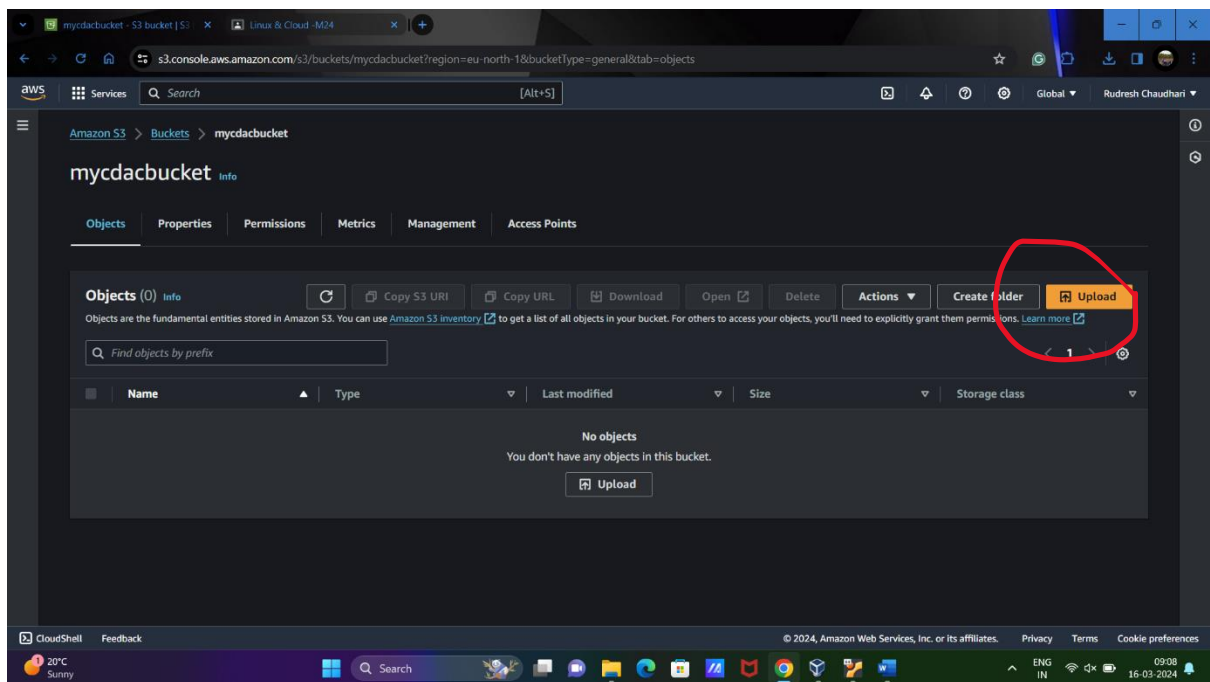 mycdacbucket - S3 bucket | S3
Linux & Cloud -M24
s3.console.aws.amazon.com/s3/buckets/mycdacbucket?region=eu-north-1&bucketType=general&tab=objects
aws
Services
Search
[Alt+S]
Global
Rudresh Chaudhari
Amazon S3 > Buckets > mycdacbucket
mycdacbucket Info
Objects
Properties
Permissions
Metrics
Management
Access Points
Objects (0) Info
Copy S3 URI
Copy URL
Download
Open
Delete
Actions
Create folder
Upload
Objects are the fundamental entities stored in Amazon S3. You can use Amazon S3 inventory to get a list of all objects in your bucket. For others to access your objects, you'll need to explicitly grant them permissions. Learn more
Find objects by prefix
1
Name
Type
Last modified
Size
Storage class
No objects
You don't have any objects in this bucket.
Upload
CloudShell
Feedback
© 2024, Amazon Web Services, Inc. or its affiliates.
Privacy
Terms
Cookie preferences
1
20°C
Sunny
Search
ENG
IN
09:08
16-03-2024